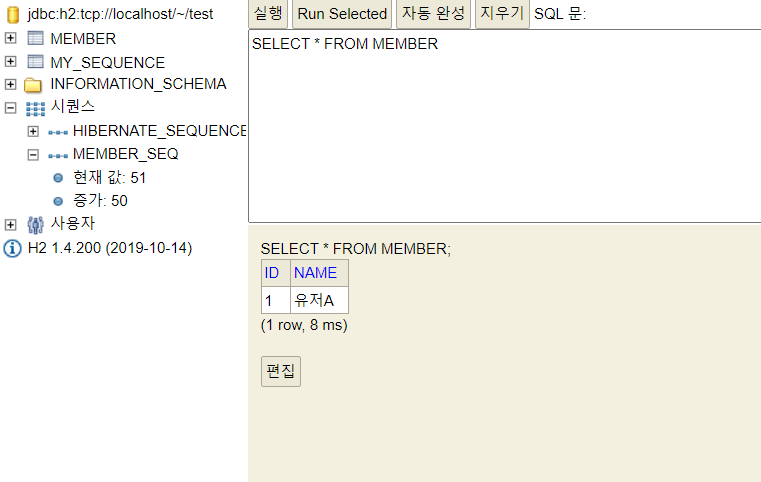 jdbc:h2:tcp://localhost/~/test
MEMBER
MY_SEQUENCE
INFORMATION_SCHEMA
시퀀스
HIBERNATE_SEQUENCE
MEMBER_SEQ
현재 값: 51
증가: 50
사용자
H2 1.4.200 (2019-10-14)
실행 Run Selected 자동 완성 지우기 SQL 문:
SELECT * FROM MEMBER
SELECT * FROM MEMBER;
ID NAME
1 유저A
(1 row, 8 ms)
편집